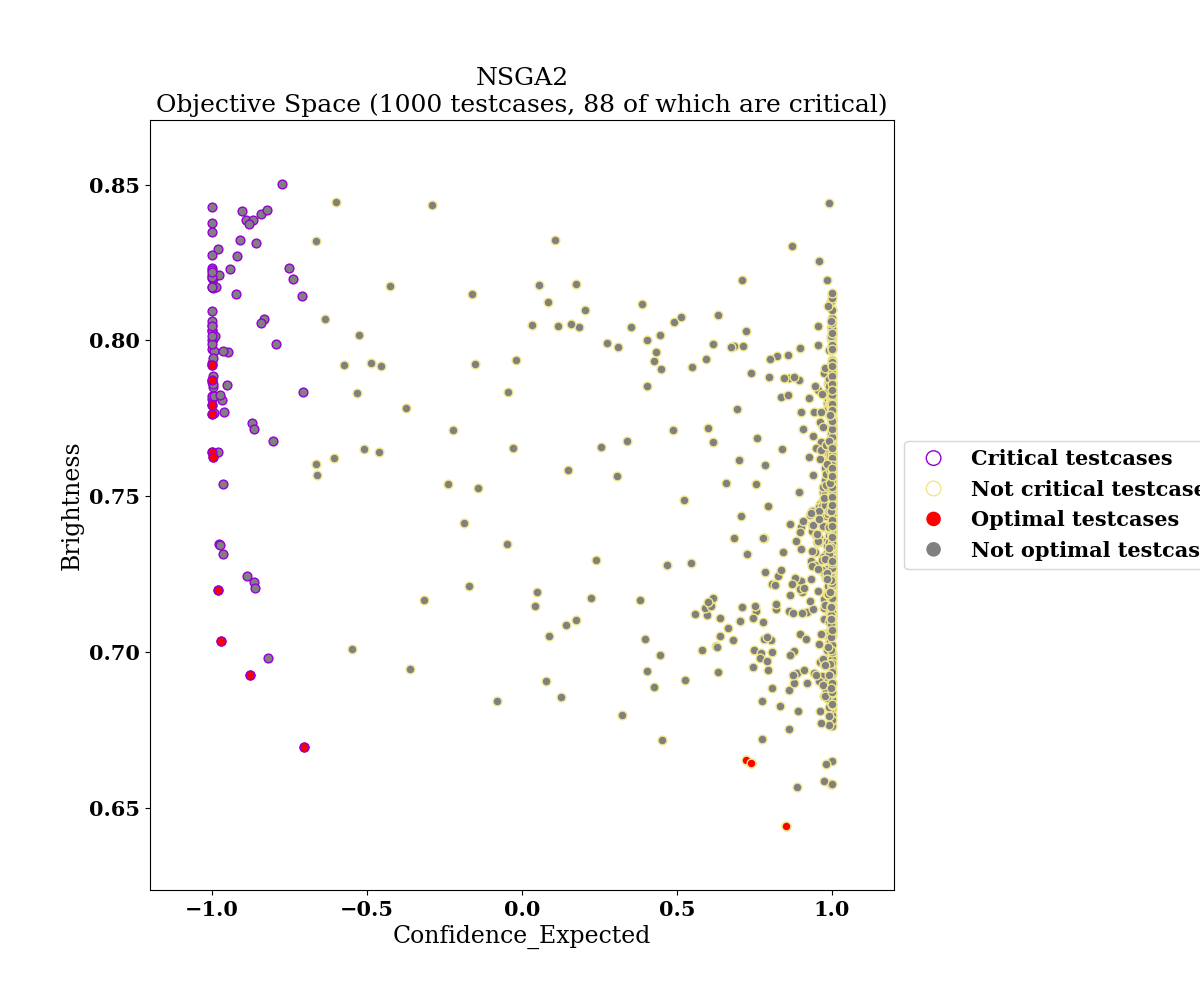 NSGA2
Objective Space (1000 testcases, 88 of which are critical)
0.85
0.80
0.75
0.70
0.65
Brightness
−1.0 −0.5 0.0 0.5 1.0
Confidence_Expected
Critical testcases
Not critical testcase
Optimal testcases
Not optimal testcas